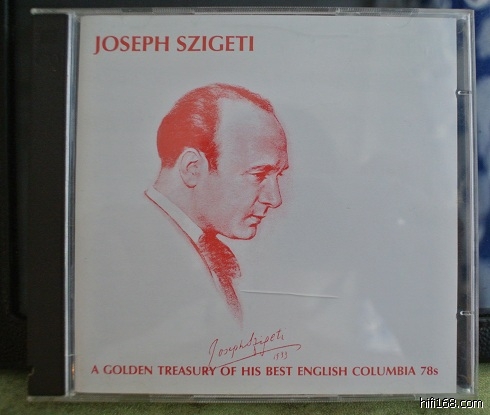 JOSEPH SZIGETI
Joseph Szigeti
1933
A GOLDEN TREASURY OF HIS BEST ENGLISH COLUMBIA 78s
hifi168.com